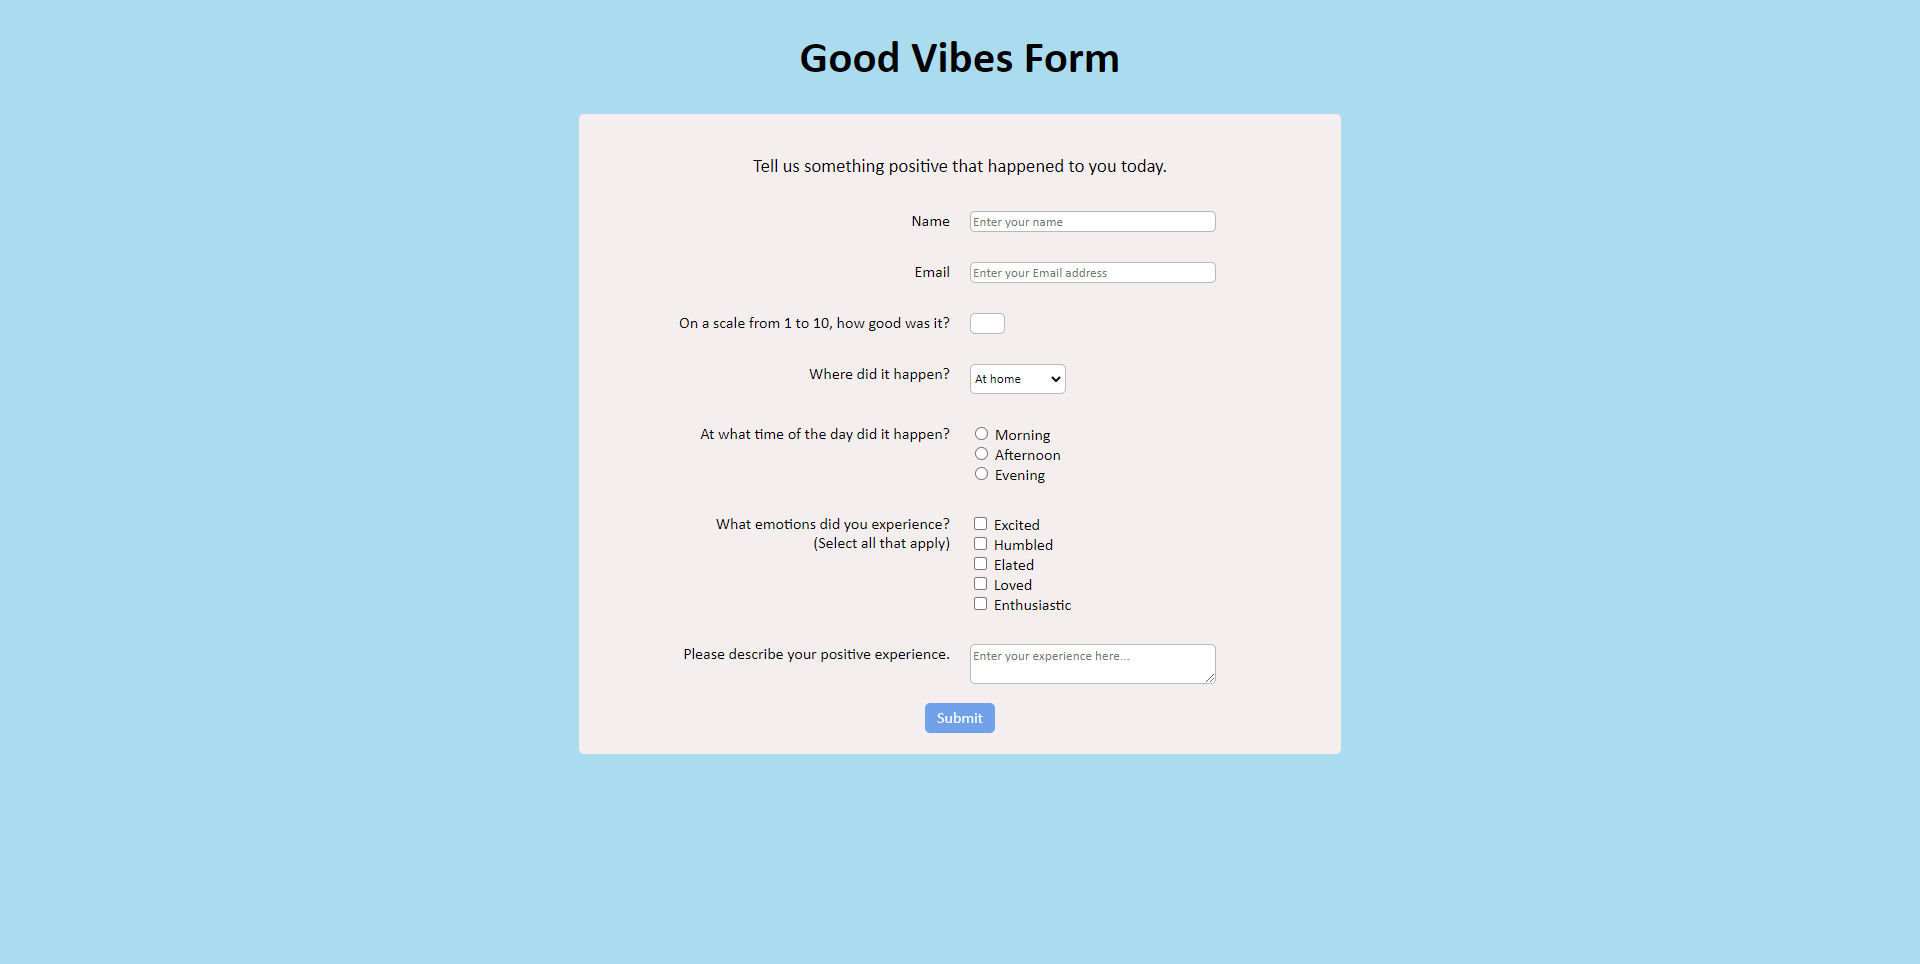 Good Vibes Form
Tell us something positive that happened to you today.
Name
Enter your name
Email
Enter your Email address
On a scale from 1 to 10, how good was it?
Where did it happen?
At home
At what time of the day did it happen?
Morning
Afternoon
Evening
What emotions did you experience?
(Select all that apply)
Excited
Humbled
Elated
Loved
Enthusiastic
Please describe your positive experience.
Enter your experience here...
Submit